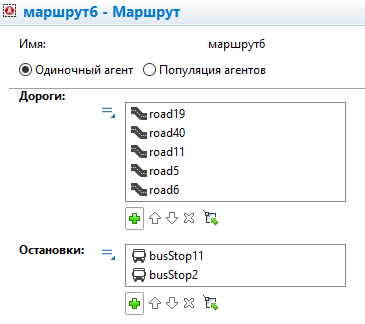 маршрут6 - Маршрут
Имя: маршрут6
Одиночный агент Популяция агентов
Дороги:
road19
road40
road11
road5
road6
Остановки:
busStop11
busStop2